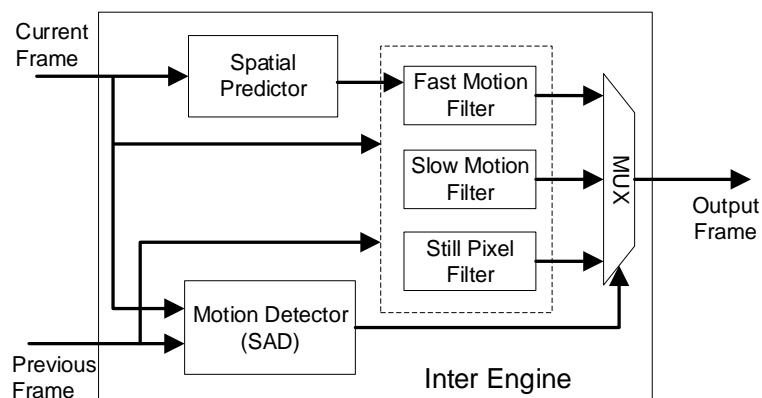 Current
Frame
Spatial
Predictor
Fast Motion
Filter
Slow Motion
Filter
Still Pixel
Filter
MUX
Output
Frame
Motion Detector
(SAD)
Previous
Frame
Inter Engine